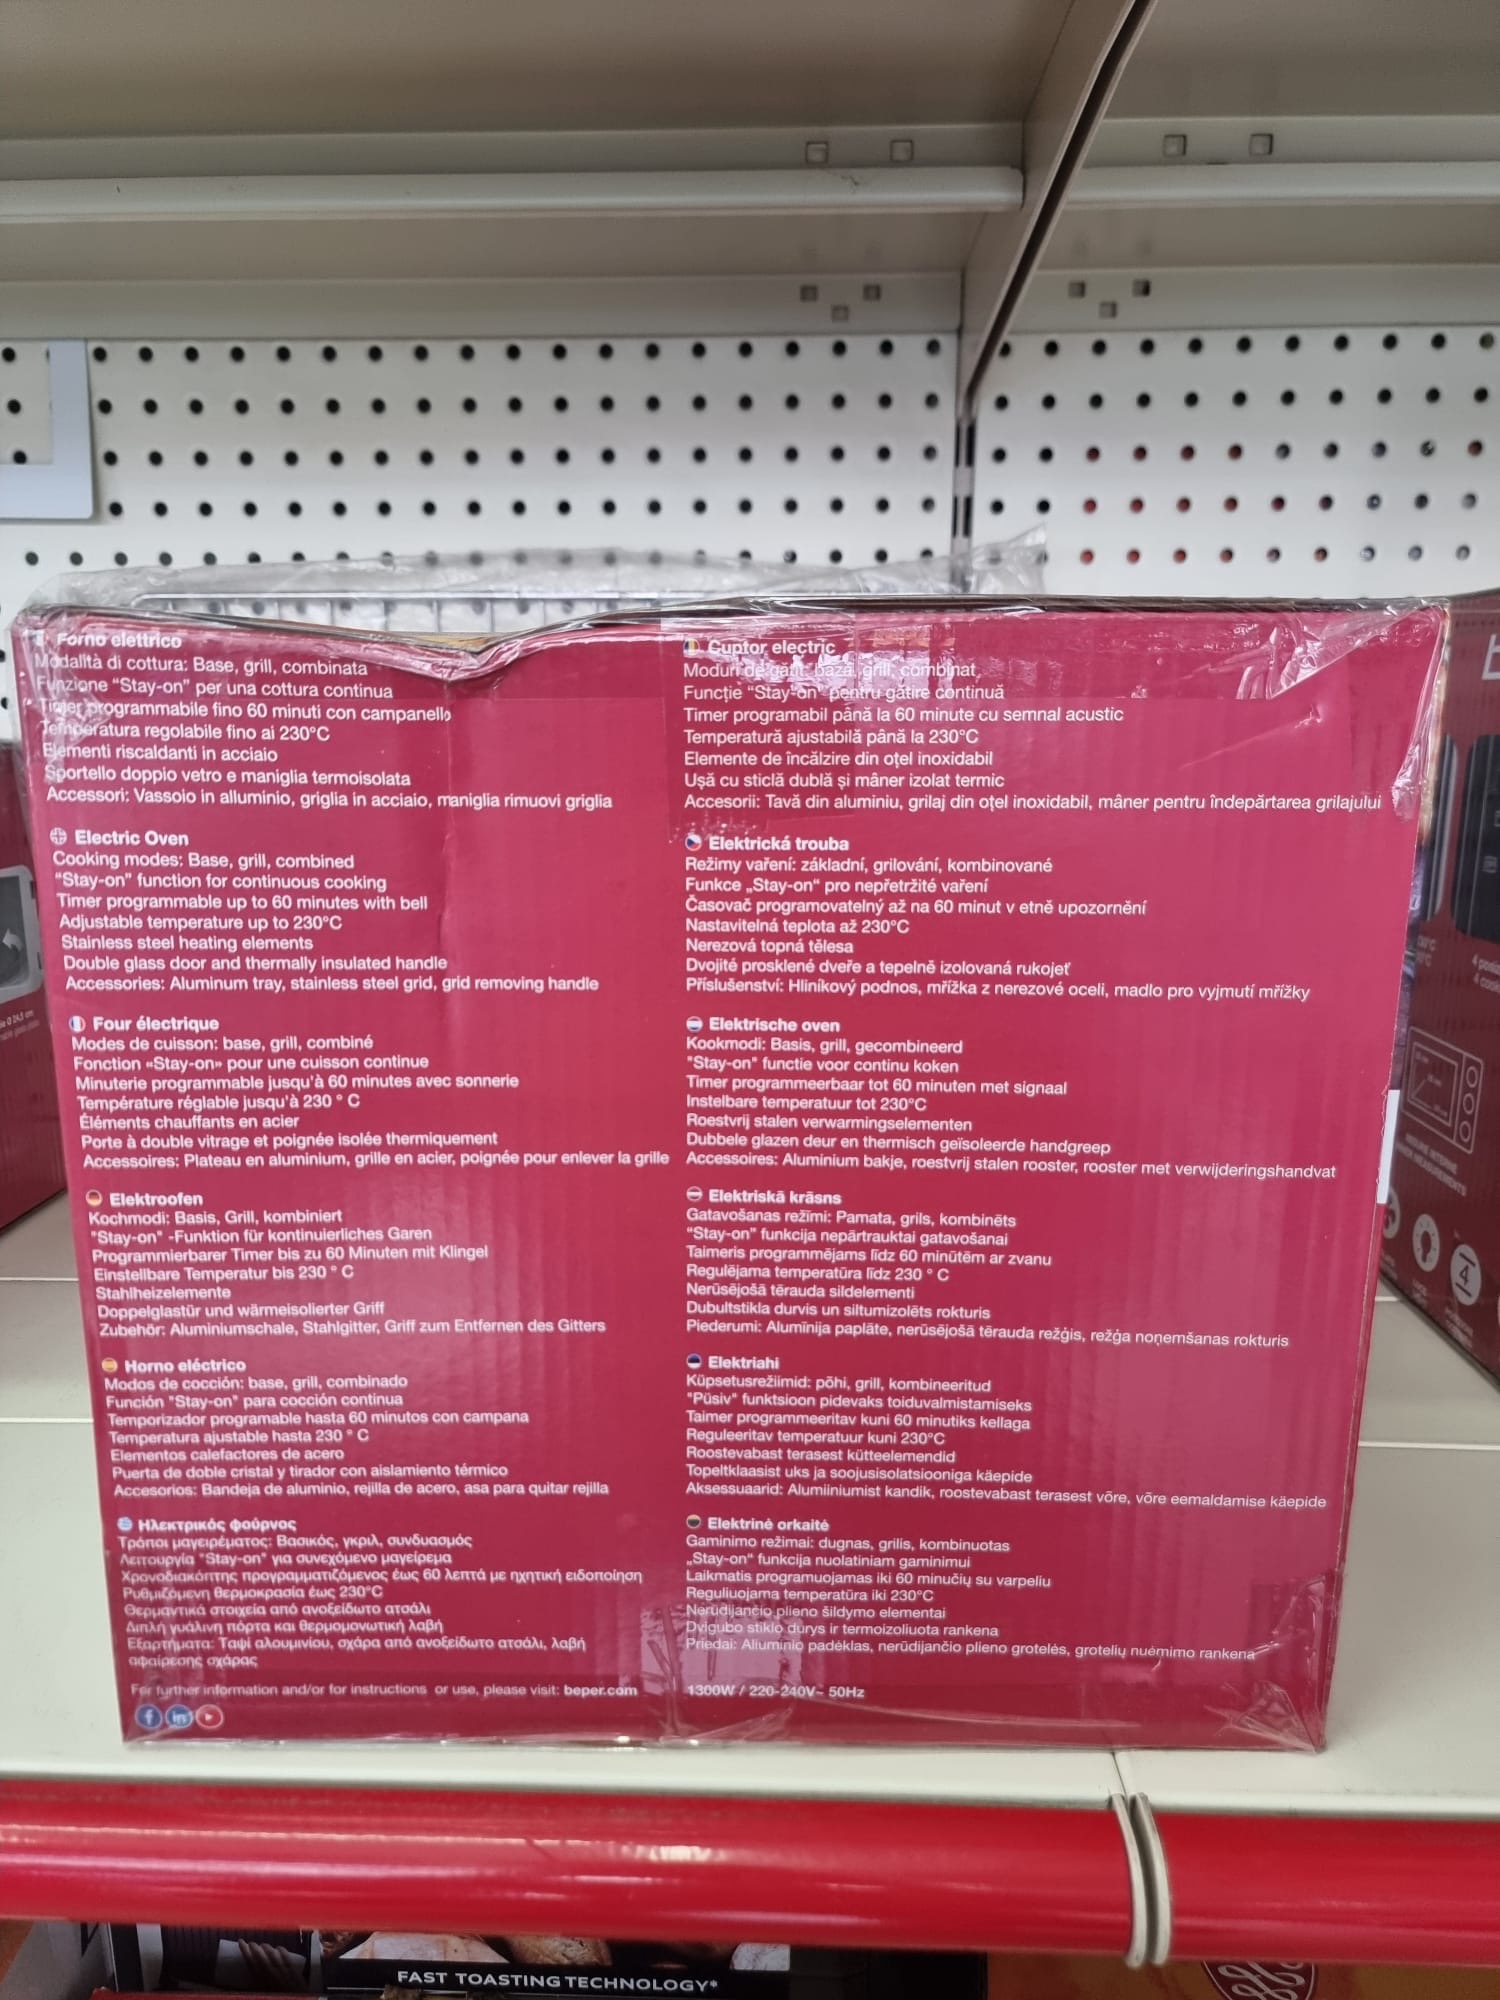 Forno elettrico
Modalità di cottura: Base, grill, combinata
Funzione “Stay-on” per una cottura continua
Timer programmabile fino 60 minuti con campanello
Temperatura regolabile fino ai 230°C
Elementi riscaldanti in acciaio
Sportello doppio vetro e maniglia termoisolata
Accessori: Vassoio in alluminio, griglia in acciaio, maniglia rimuovi griglia
Electric Oven
Cooking modes: Base, grill, combined
“Stay-on” function for continuous cooking
Timer programmable up to 60 minutes with bell
Adjustable temperature up to 230°C
Stainless steel heating elements
Double glass door and thermally insulated handle
Accessories: Aluminum tray, stainless steel grid, grid removing handle
Four électrique
Modes de cuisson: base, grill, combiné
Fonction «Stay-on» pour une cuisson continue
Minuterie programmable jusqu'à 60 minutes avec sonnerie
Température réglable jusqu'à 230 ° C
Éléments chauffants en acier
Porte à double vitrage et poignée isolée thermiquement
Accessoires: Plateau en aluminium, grille en acier, poignée pour enlever la grille
Elektroofen
Kochmodi: Basis, Grill, kombiniert
"Stay-on" -Funktion für kontinuierliches Garen
Programmierbarer Timer bis zu 60 Minuten mit Klingel
Einstellbare Temperatur bis 230 ° C
Stahlheizelemente
Doppelglastür und wärmeisolierter Griff
Zubehör: Aluminiumschale, Stahlgitter, Griff zum Entfernen des Gitters
Horno eléctrico
Modos de cocción: base, grill, combinado
Función "Stay-on" para cocción continua
Temporizador programable hasta 60 minutos con campana
Temperatura ajustable hasta 230 ° C
Elementos calefactores de acero
Puerta de doble cristal y tirador con aislamiento térmico
Accesorios: Bandeja de aluminio, rejilla de acero, asa para quitar rejilla
Ηλεκτρικός φούρνος
Τρόποι μαγειρέματος: Βασικός, γκριλ, συνδυασμός
Λειτουργία "Stay-on" για συνεχόμενο μαγείρεμα
Χρονοδιακόπτης προγραμματιζόμενος έως 60 λεπτά με ηχητική ειδοποίηση
Ρυθμιζόμενη θερμοκρασία έως 230°C
Θερμαντικά στοιχεία από ανοξείδωτο ατσάλι
Διπλή γυάλινη πόρτα και θερμομονωτική λαβή
Εξαρτήματα: Ταψί αλουμινίου, σχάρα από ανοξείδωτο ατσάλι, λαβή
αφαίρεσης σχάρας
For further information and/or for instructions or use, please visit: beper.com
Cuptor electric
Moduri de gătit: bază, grill, combinat
Funcție “Stay-on” pentru gătire continuă
Timer programabil până la 60 minute cu semnal acustic
Temperatură ajustabilă până la 230°C
Elemente de încălzire din oțel inoxidabil
Ușă cu sticlă dublă și mâner izolat termic
Accesorii: Tavă din aluminiu, grilaj din oțel inoxidabil, mâner pentru îndepărtarea grilajului
Elektrická trouba
Režimy vaření: základní, grilování, kombinované
Funkce „Stay-on“ pro nepřetržité vaření
Časovač programovatelný až na 60 minut v etně upozornění
Nastavitelná teplota až 230°C
Nerezová topná tělesa
Dvojité prosklené dveře a tepelně izolovaná rukojeť
Příslušenství: Hliníkový podnos, mřížka z nerezové oceli, madlo pro vyjmutí mřížky
Elektrische oven
Kookmodi: Basis, grill, gecombineerd
"Stay-on" functie voor continu koken
Timer programmeerbaar tot 60 minuten met signaal
Instelbare temperatuur tot 230°C
Roestvrij stalen verwarmingselementen
Dubbele glazen deur en thermisch geïsoleerde handgreep
Accessoires: Aluminium bakje, roestvrij stalen rooster, rooster met verwijderingshandvat
Elektriskā krāsns
Gatavošanas režīmi: Pamata, grils, kombinēts
“Stay-on” funkcija nepārtrauktai gatavošanai
Taimeris programmējams līdz 60 minūtēm ar zvanu
Regulējama temperatūra līdz 230 ° C
Nerūsējošā tērauda sildelementi
Dubultstikla durvis un siltumizolēts rokturis
Piederumi: Alumīnija paplāte, nerūsējošā tērauda režģis, režģa noņemšanas rokturis
Elektriahi
Küpsetusrežiimid: põhi, grill, kombineeritud
"Püsiv" funktsioon pidevaks toiduvalmistamiseks
Taimer programmeeritav kuni 60 minutiks kellaga
Reguleeritav temperatuur kuni 230°C
Roostevabast terasest kütteelemendid
Topeltklaasist uks ja soojusisolatsiooniga käepide
Aksessuaarid: Alumiiniumist kandik, roostevabast terasest võre, võre eemaldamise käepide
Elektrinė orkaitė
Gaminimo režimai: dugnas, grilis, kombinuotas
„Stay-on“ funkcija nuolatiniam gaminimui
Laikmatis programuojamas iki 60 minučių su varpeliu
Reguliuojama temperatūra iki 230°C
Nerūdijančio plieno šildymo elementai
Dvigubo stiklo durys ir termoizoliuota rankena
Priedai: Aliuminio padėklas, nerūdijančio plieno grotelės, grotelių nuėmimo rankena
1300W / 220-240V~ 50Hz
FAST TOASTING TECHNOLOGY*